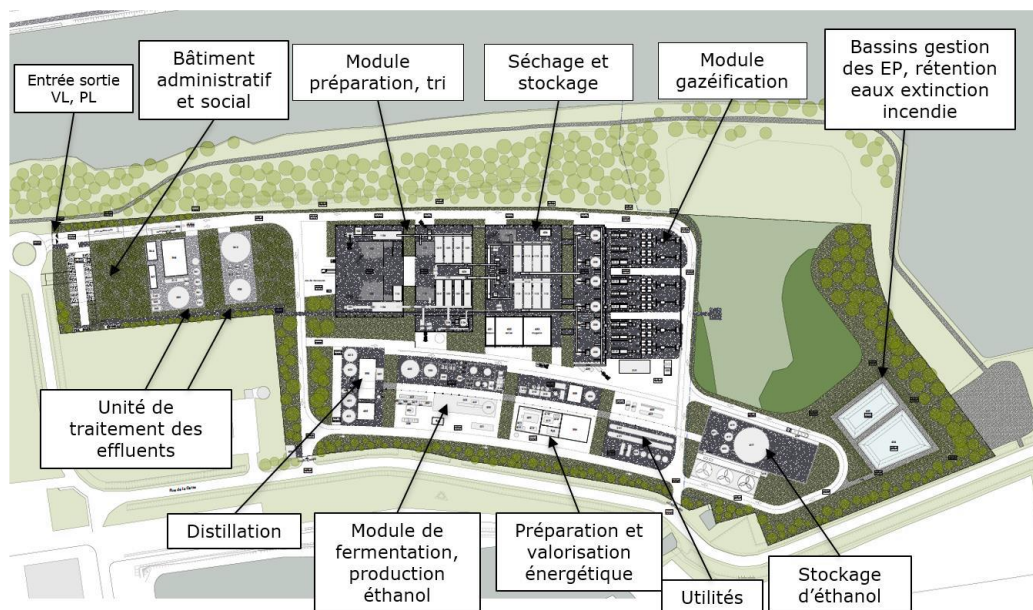 Entrée sortie
VL, PL
Bâtiment
administratif
et social
Module
préparation, tri
Séchage et
stockage
Module
gazéification
Bassins gestion
des EP, rétention
eaux extinction
incendie
Unité de
traitement des
effluents
Distillation
Module de
fermentation,
production
éthanol
Préparation et
valorisation
énergétique
Utilités
Stockage
d'éthanol